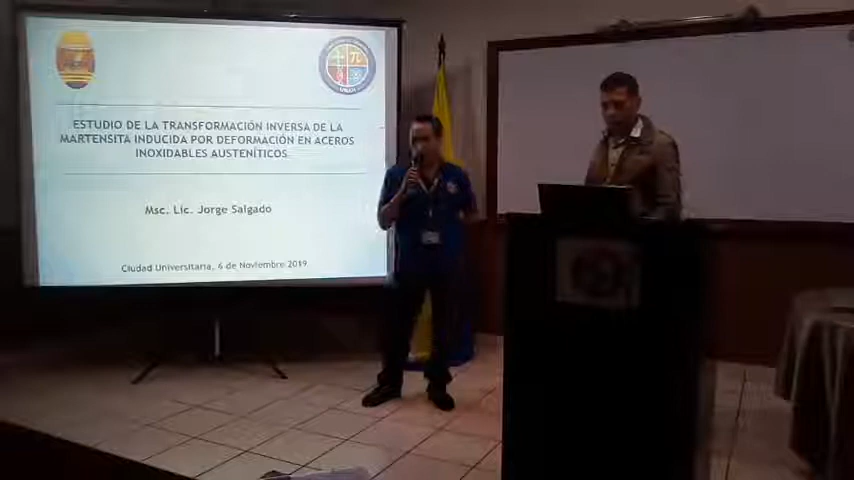 ESTUDIO DE LA TRANSFORMACIÓN INVERSA DE LA
MARTENSITA INDUCIDA POR DEFORMACIÓN EN ACEROS
INOXIDABLES AUSTENÍTICOS
Msc. Lic. Jorge Salgado
Ciudad Universitaria, 6 de Noviembre 2019